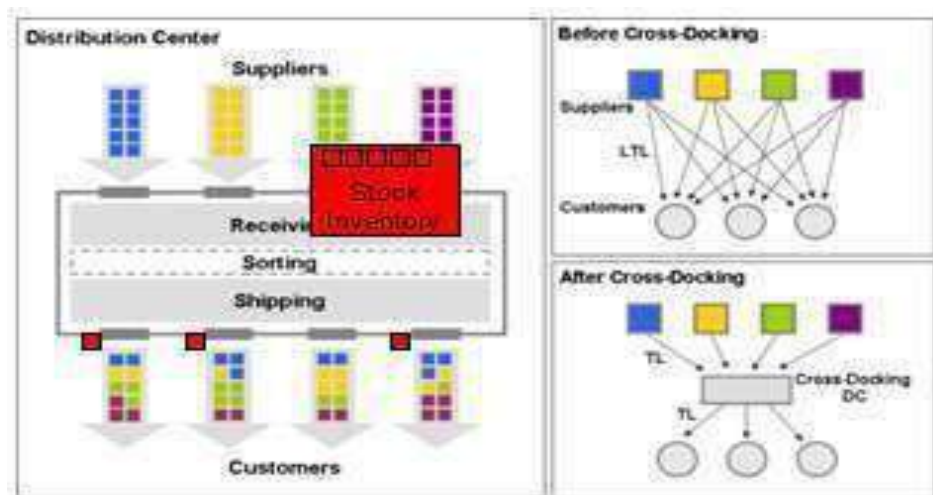 Distribution Center
Suppliers
Stock
Inventory
Receivin
Sorting
Shipping
Customers
Before Cross-Docking
Suppliers
LTL
Customers
After Cross-Docking
TL
Cross-Docking
DC
TL